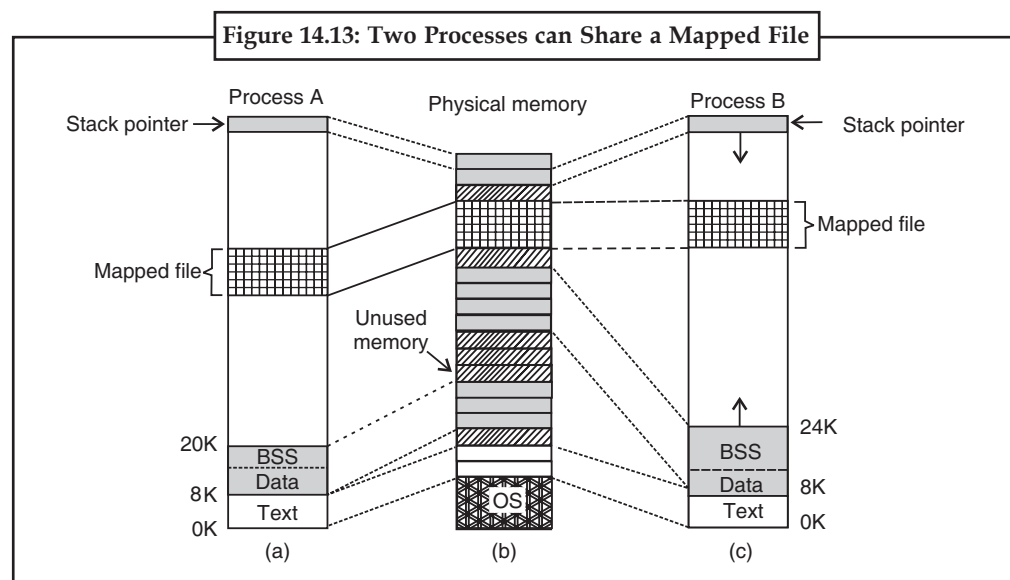 Figure 14.13: Two Processes can Share a Mapped File
Process A
Physical memory
Process B
Stack pointer
Stack pointer
Mapped file
Mapped file
Unused
memory
20K
BSS
Data
8K
Text
0K
OS
24K
BSS
Data
8K
Text
0K
(a)
(b)
(c)